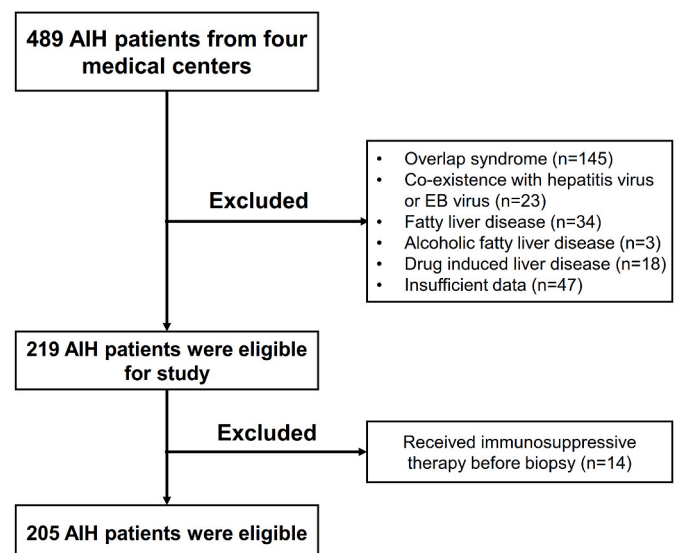 489 AIH patients from four
medical centers
Excluded
• Overlap syndrome (n=145)
• Co-existence with hepatitis virus
or EB virus (n=23)
• Fatty liver disease (n=34)
• Alcoholic fatty liver disease (n=3)
• Drug induced liver disease (n=18)
• Insufficient data (n=47)
219 AIH patients were eligible
for study
Excluded
Received immunosuppressive
therapy before biopsy (n=14)
205 AIH patients were eligible